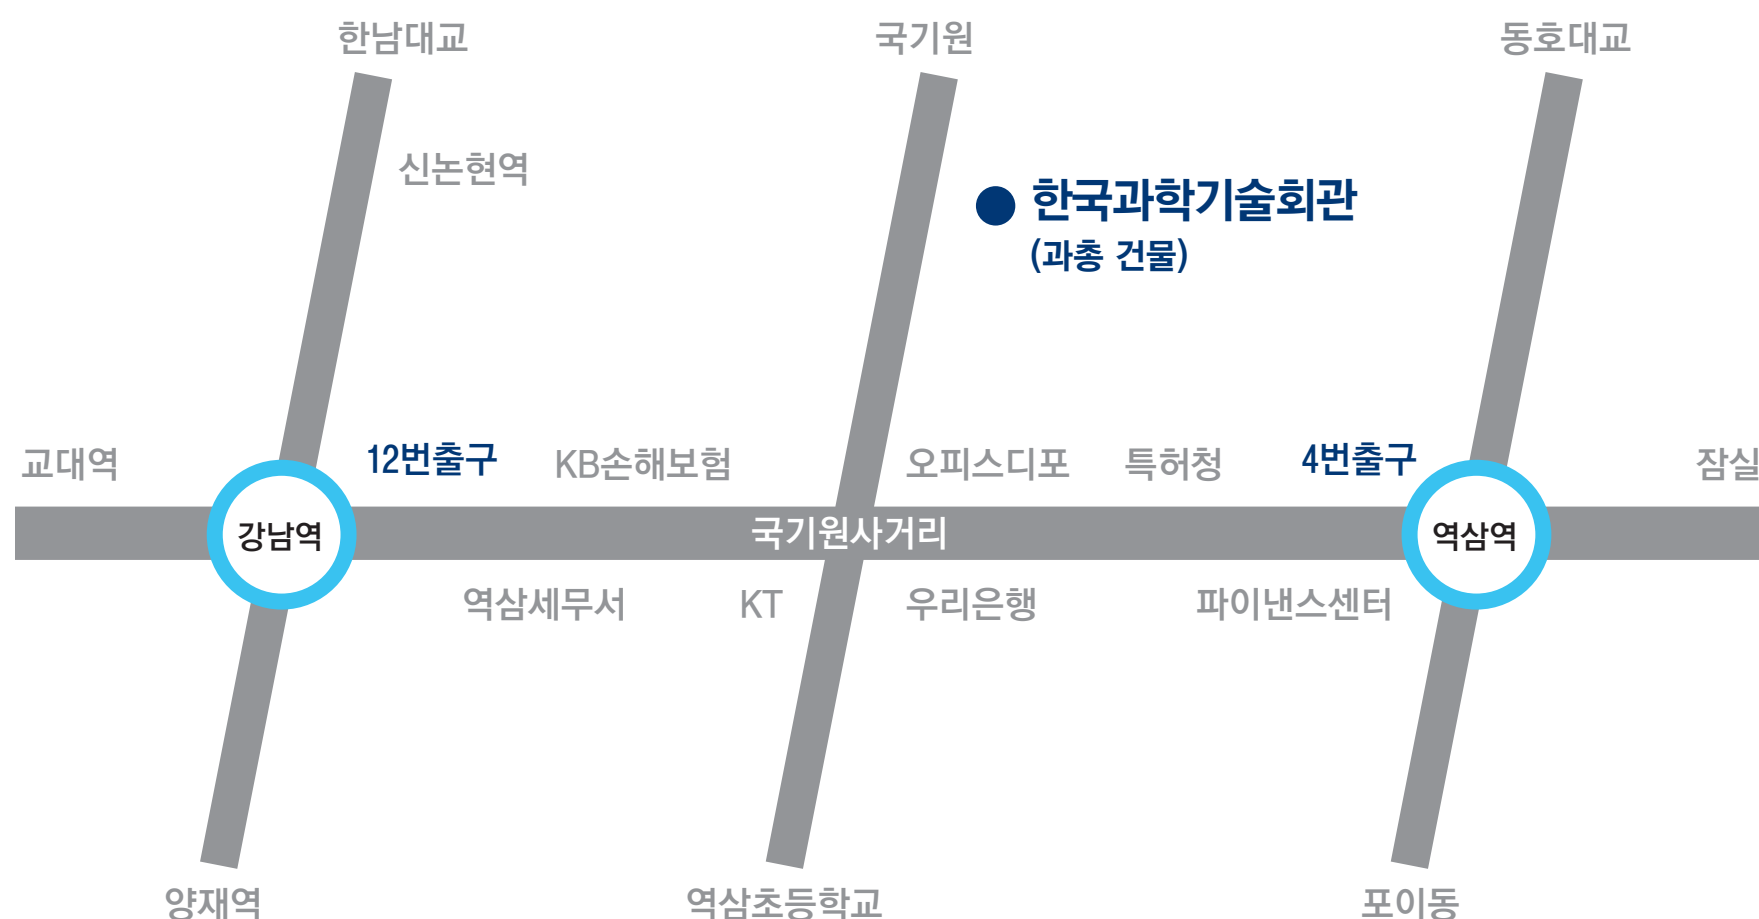 한남대교
국기원
동호대교
신논현역
한국과학기술회관
(과총 건물)
교대역
12번출구
KB손해보험
오피스디포
특허청
4번출구
잠실
강남역
국기원사거리
역삼역
역삼세무서
KT
우리은행
파이낸스센터
양재역
역삼초등학교
포이동